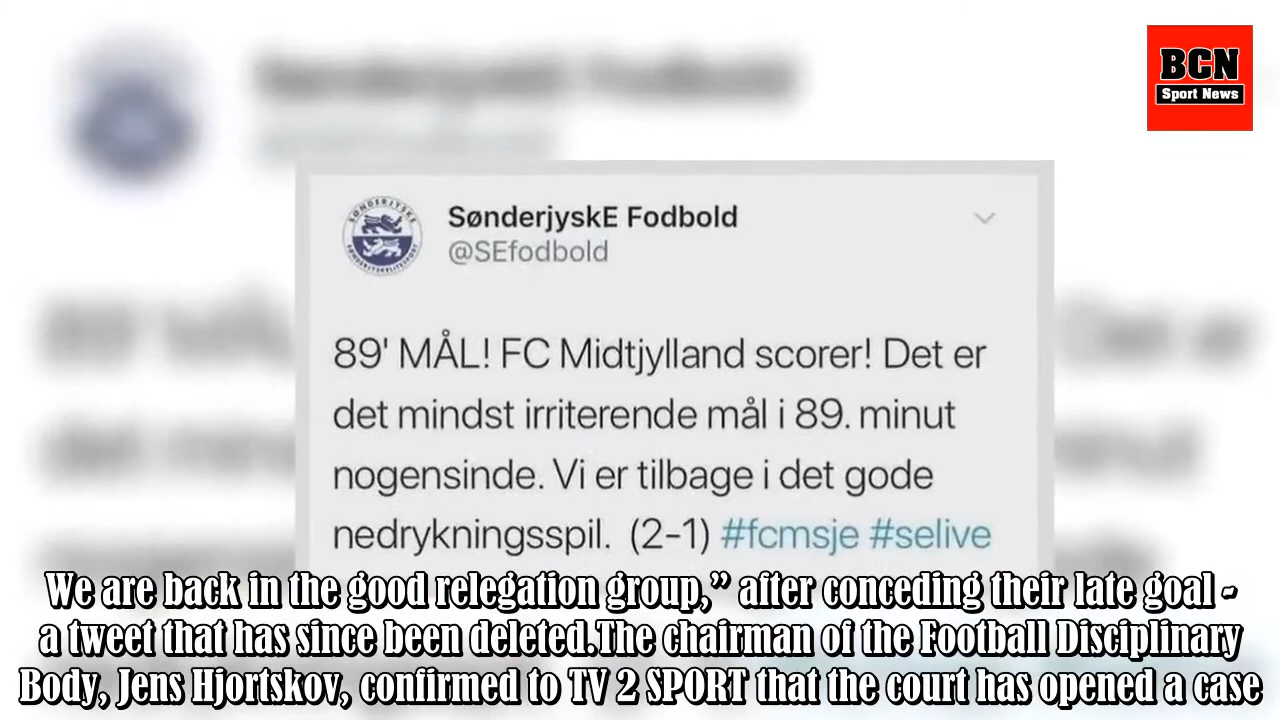 BCN
Sport News
SønderjyskE Fodbold
@SEfodbold
89' MÅL! FC Midtjylland scorer! Det er
det mindst irriterende mål i 89. minut
nogensinde. Vi er tilbage i det gode
nedrykningsspil. (2-1) #fcmsje #selive
We are back in the good relegation group,” after conceding their late goal -
a tweet that has since been deleted.The chairman of the Football Disciplinary
Body, Jens Hjortskov, confirmed to TV 2 SPORT that the court has opened a case